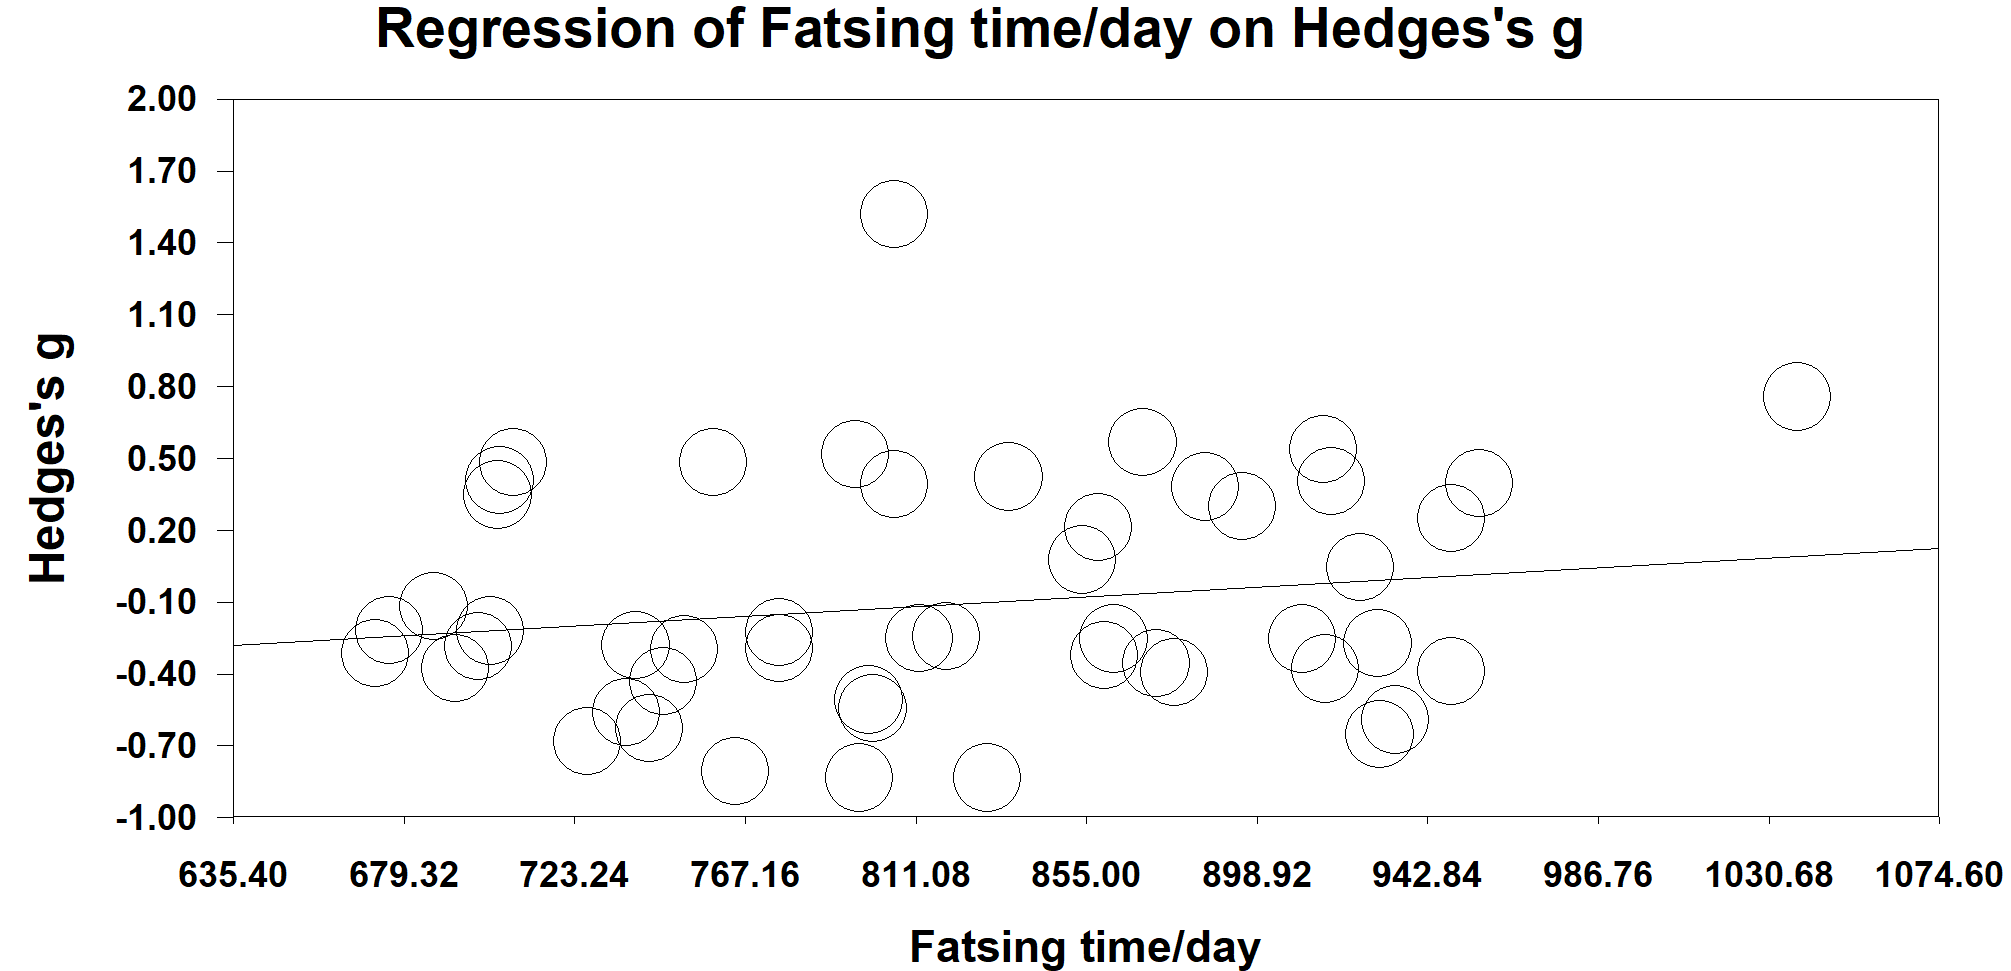 Regression of Fatsing time/day on Hedges's g
2.00
1.70
1.40
1.10
0.80
0.50
0.20
-0.10
-0.40
-0.70
-1.00
Hedges's g
635.40 679.32 723.24 767.16 811.08 855.00 898.92 942.84 986.76 1030.68 1074.60
Fatsing time/day